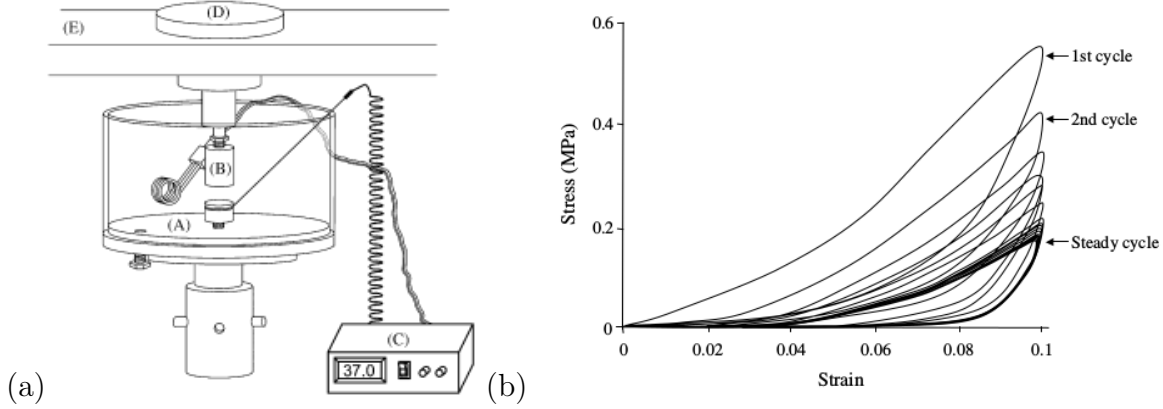 (D)
(E)
(B)
(A)
(C)
37.0
(a)
0.6
0.4
0.2
0
Stress (MPa)
1st cycle
2nd cycle
Steady cycle
0 0.02 0.04 0.06 0.08 0.1
Strain
(b)